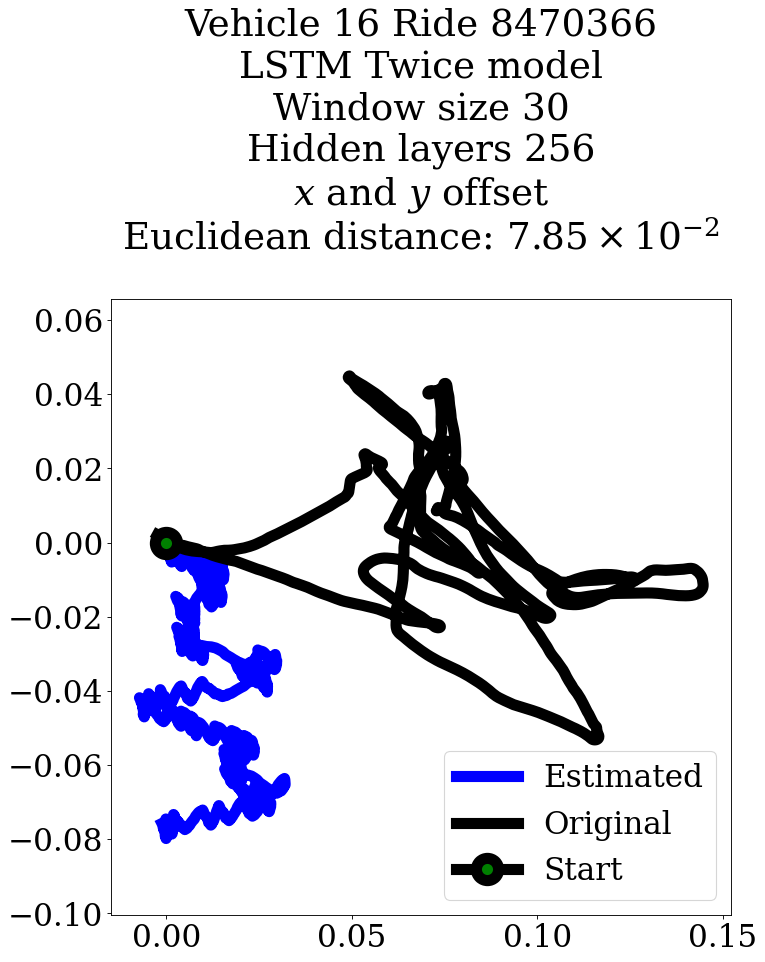 Vehicle 16 Ride 8470366
LSTM Twice model
Window size 30
Hidden layers 256
x and y offset
Euclidean distance: 7.85 × 10⁻²
0.06
0.04
0.02
0.00
−0.02
−0.04
−0.06
−0.08
−0.10
Estimated
Original
Start
0.00 0.05 0.10 0.15